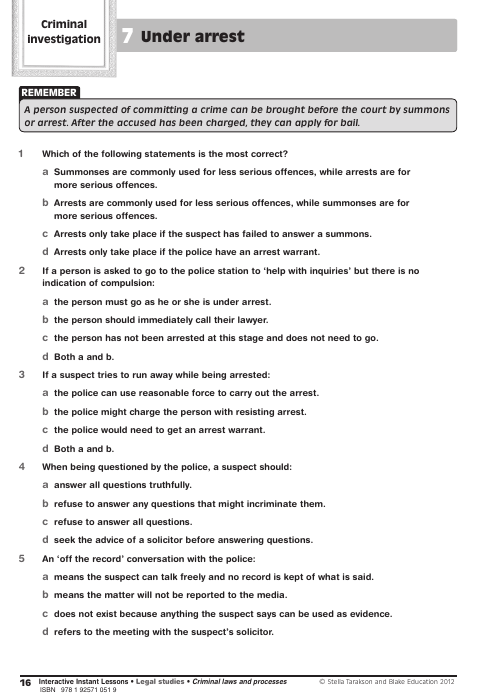 Criminal
investigation
7 Under arrest
REMEMBER
A person suspected of committing a crime can be brought before the court by summons
or arrest. After the accused has been charged, they can apply for bail.
1 Which of the following statements is the most correct?
a Summonses are commonly used for less serious offences, while arrests are for
more serious offences.
b Arrests are commonly used for less serious offences, while summonses are for
more serious offences.
c Arrests only take place if the suspect has failed to answer a summons.
d Arrests only take place if the police have an arrest warrant.
2 If a person is asked to go to the police station to ‘help with inquiries’ but there is no
indication of compulsion:
a the person must go as he or she is under arrest.
b the person should immediately call their lawyer.
c the person has not been arrested at this stage and does not need to go.
d Both a and b.
3 If a suspect tries to run away while being arrested:
a the police can use reasonable force to carry out the arrest.
b the police might charge the person with resisting arrest.
c the police would need to get an arrest warrant.
d Both a and b.
4 When being questioned by the police, a suspect should:
a answer all questions truthfully.
b refuse to answer any questions that might incriminate them.
c refuse to answer all questions.
d seek the advice of a solicitor before answering questions.
5 An ‘off the record’ conversation with the police:
a means the suspect can talk freely and no record is kept of what is said.
b means the matter will not be reported to the media.
c does not exist because anything the suspect says can be used as evidence.
d refers to the meeting with the suspect’s solicitor.
16 Interactive Instant Lessons • Legal studies • Criminal laws and processes © Stella Tarakson and Blake Education 2012
ISBN 978 1 92571 051 9